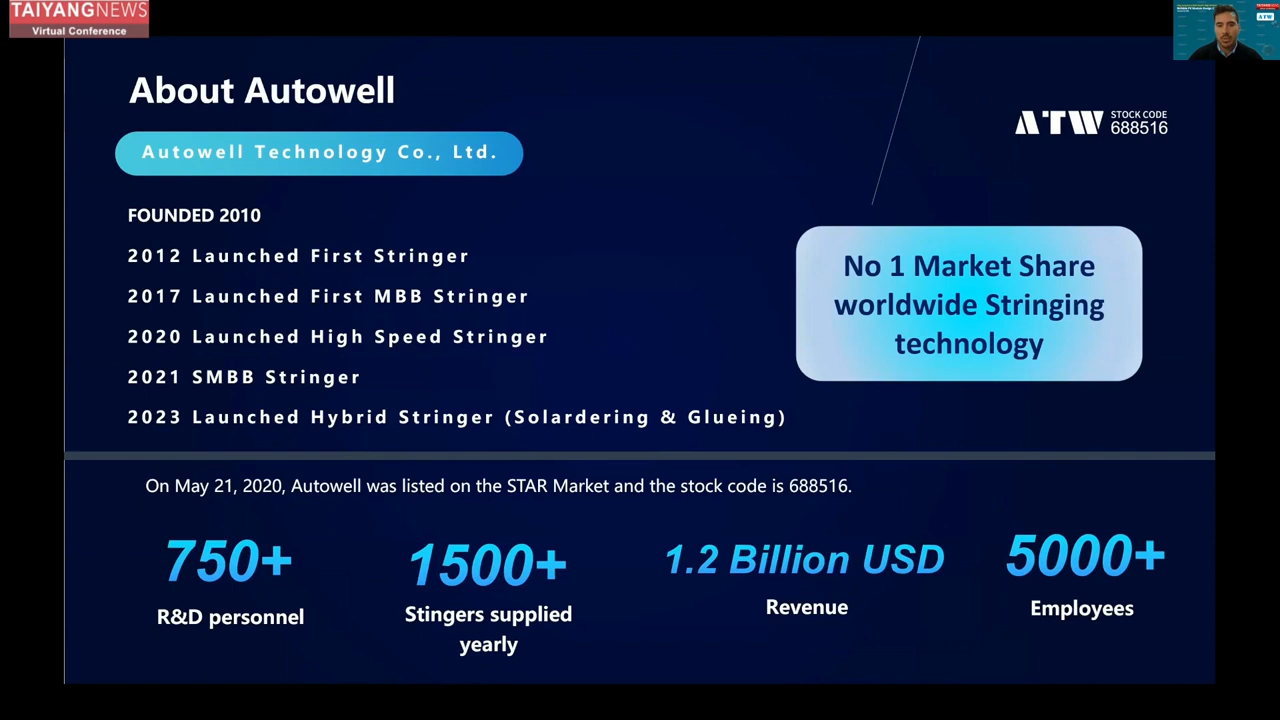 TAIYANGNEWS
Virtual Conference
About Autowell
Autowell Technology Co., Ltd.
ATW STOCK CODE
688516
FOUNDED 2010
2012 Launched First Stringer
2017 Launched First MBB Stringer
2020 Launched High Speed Stringer
2021 SMBB Stringer
2023 Launched Hybrid Stringer (Solardering & Glueing)
No 1 Market Share
worldwide Stringing
technology
On May 21, 2020, Autowell was listed on the STAR Market and the stock code is 688516.
750+
R&D personnel
1500+
Stingers supplied
yearly
1.2 Billion USD
Revenue
5000+
Employees
ATW